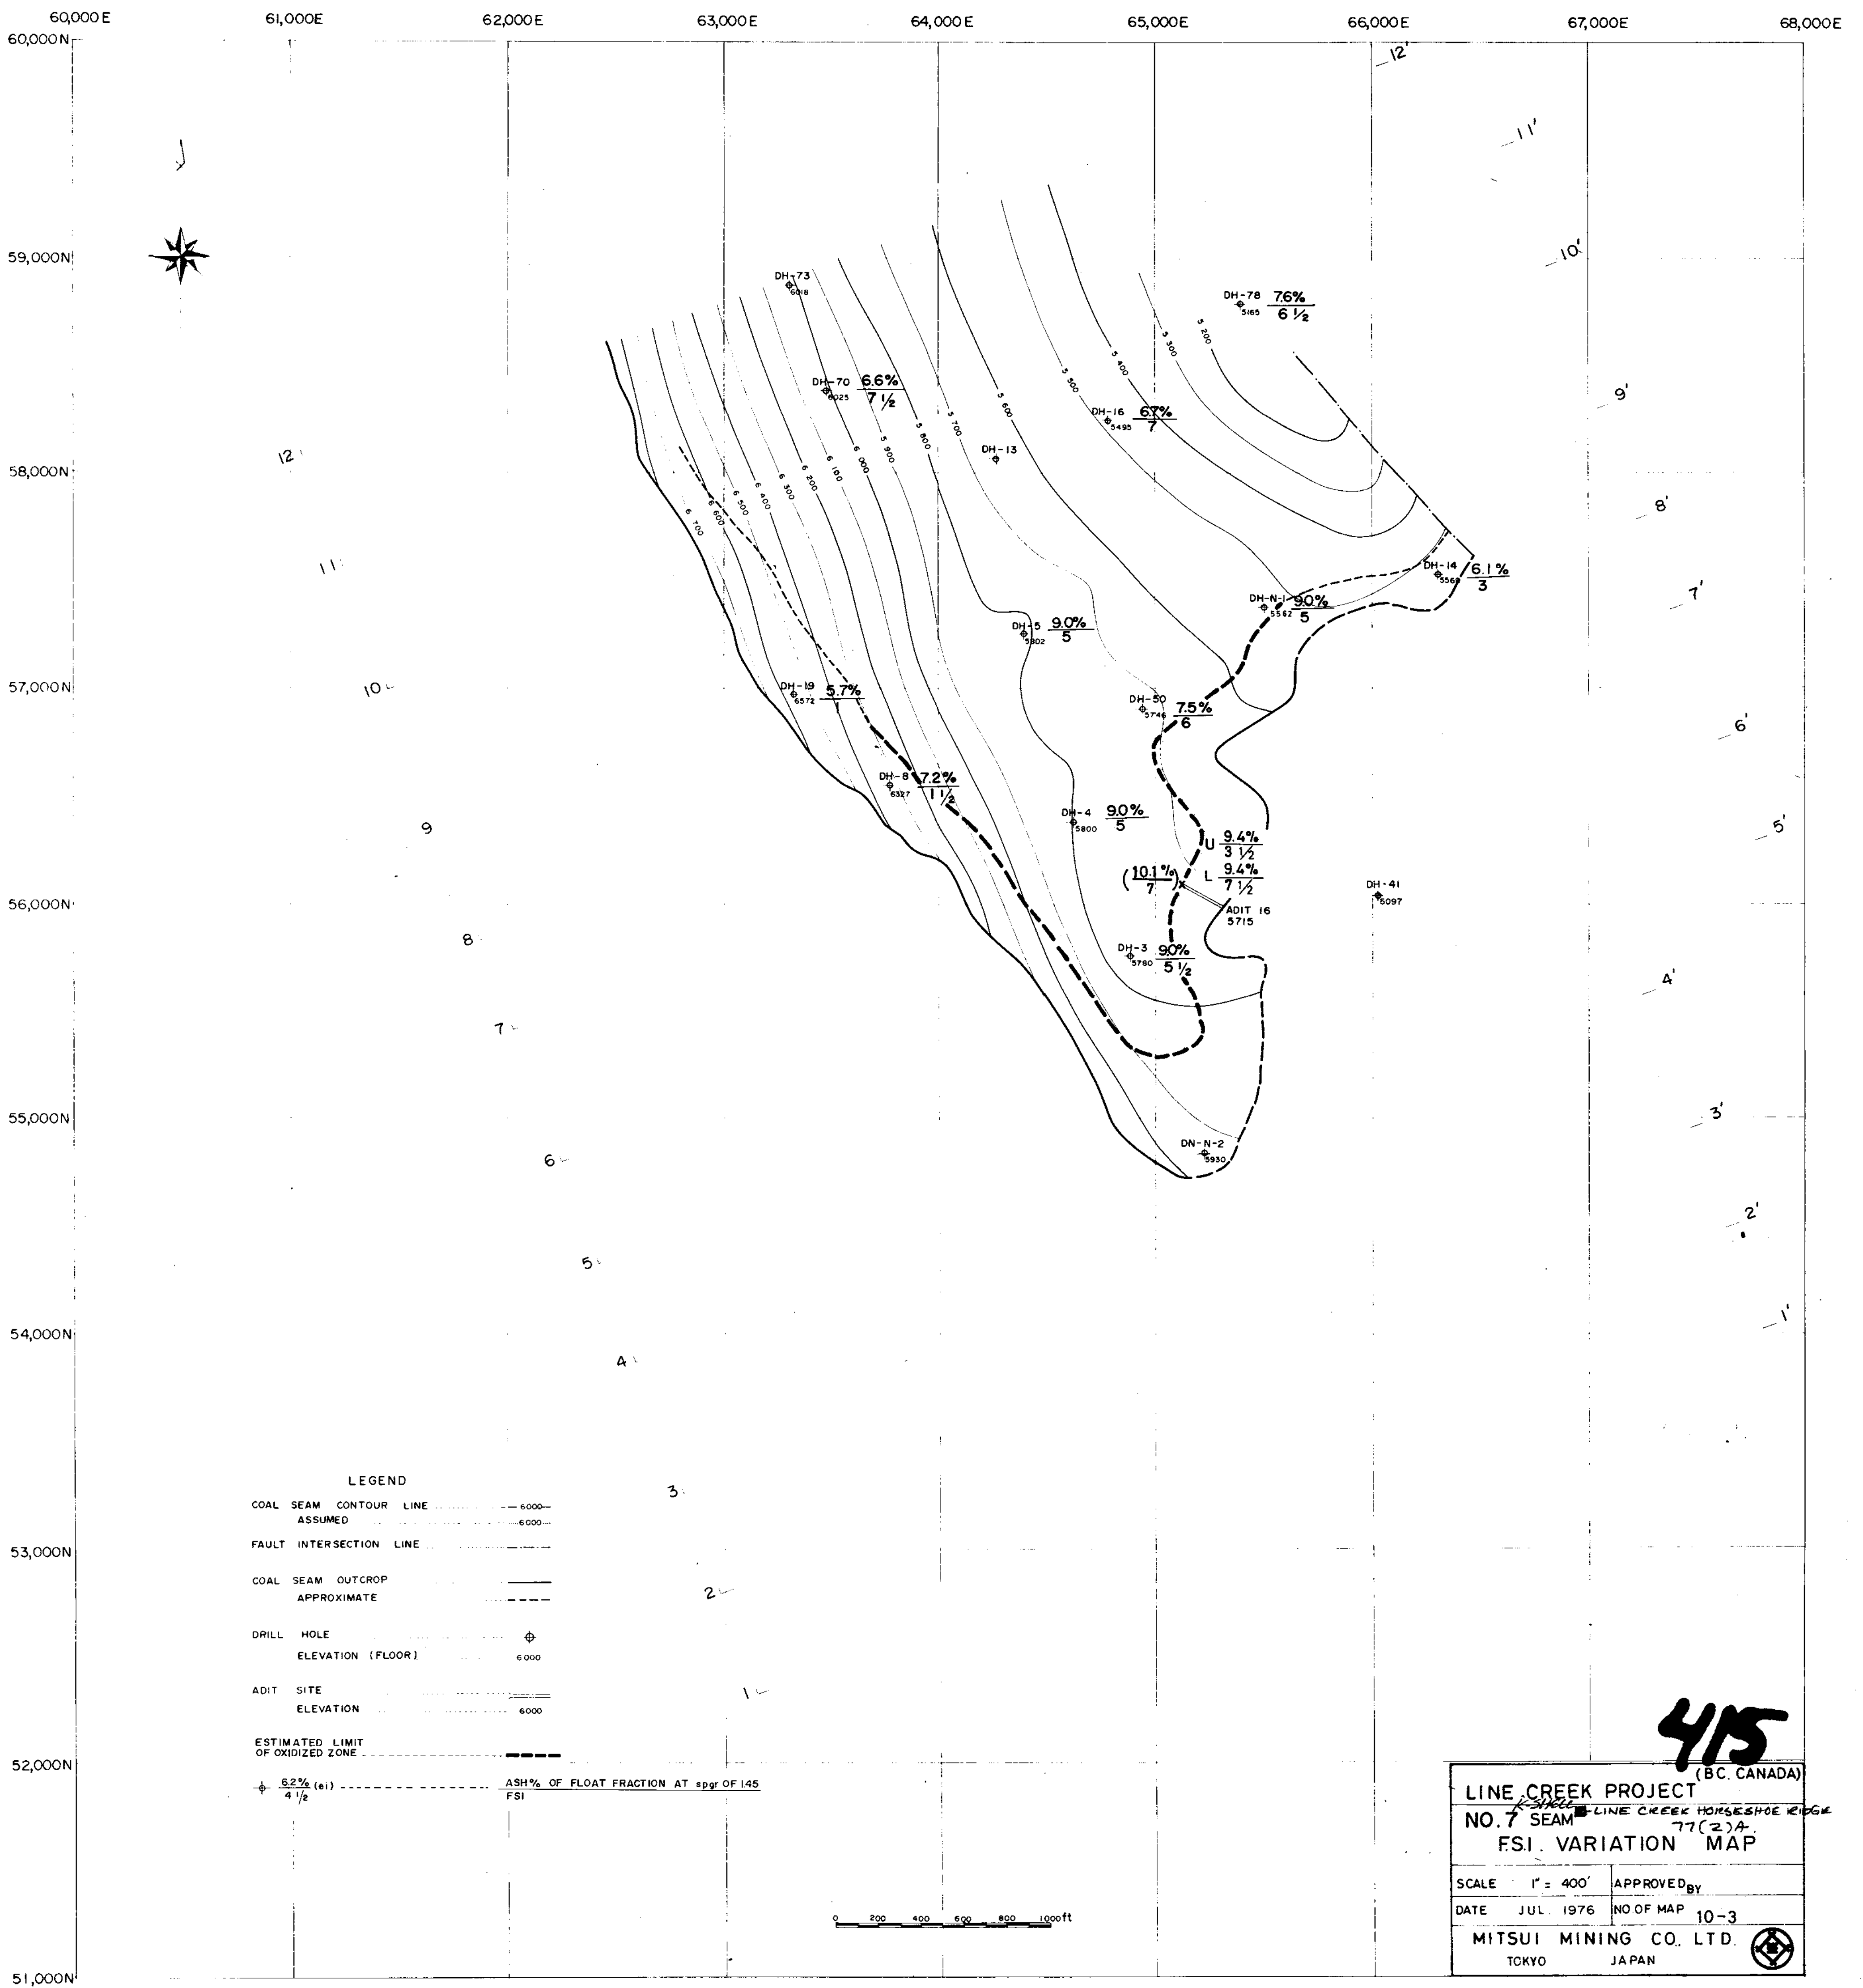 60,000E 61,000E 62,000E 63,000E 64,000E 65,000E 66,000E 67,000E 68,000E
60,000N
59,000N
58,000N
57,000N
56,000N
55,000N
54,000N
53,000N
52,000N
51,000N
12'
11'
10'
9'
8'
7'
6'
5'
4'
3'
2'
1'
12
11
10
9
8
7
6
5
4
3
2
1
DH-73
6018
DH-78 7.6%
5165 6 1/2
DH-70 6.6%
6025 7 1/2
DH-16 6.7%
5495 7
DH-13
5 200
5 300
5 400
5 500
5 600
5 700
5 800
5 900
6 000
6 100
6 200
6 300
6 400
6 500
6 600
6 700
DH-14 6.1%
3
DH-N-1 9.0%
5562 5
DH-5 9.0%
5802 5
DH-19 5.7%
6572 1
DH-50 7.5%
5746 6
DH-8 7.2%
6327 1 1/2
DH-4 9.0%
5800 5
U 9.4%
3 1/2
L 9.4%
7 1/2
(10.1%)
7
ADIT 16
5715
DH-41
6097
DH-3 9.0%
5780 5 1/2
DN-N-2
5930
LEGEND
COAL SEAM CONTOUR LINE 6000
ASSUMED 6000
FAULT INTERSECTION LINE
COAL SEAM OUTCROP
APPROXIMATE
DRILL HOLE
ELEVATION (FLOOR) 6000
ADIT SITE
ELEVATION 6000
ESTIMATED LIMIT
OF OXIDIZED ZONE
6.2% (ei) ASH% OF FLOAT FRACTION AT spgr OF 1.45
4 1/2 FSI
0 200 400 600 800 1000ft
415
(B.C. CANADA)
LINE CREEK PROJECT
K-SHELL
NO. 7 SEAM LINE CREEK HORSESHOE RIDGE
77(2)A.
F.S.I. VARIATION MAP
SCALE 1" = 400' APPROVED BY
DATE JUL. 1976 NO. OF MAP 10-3
MITSUI MINING CO., LTD.
TOKYO JAPAN